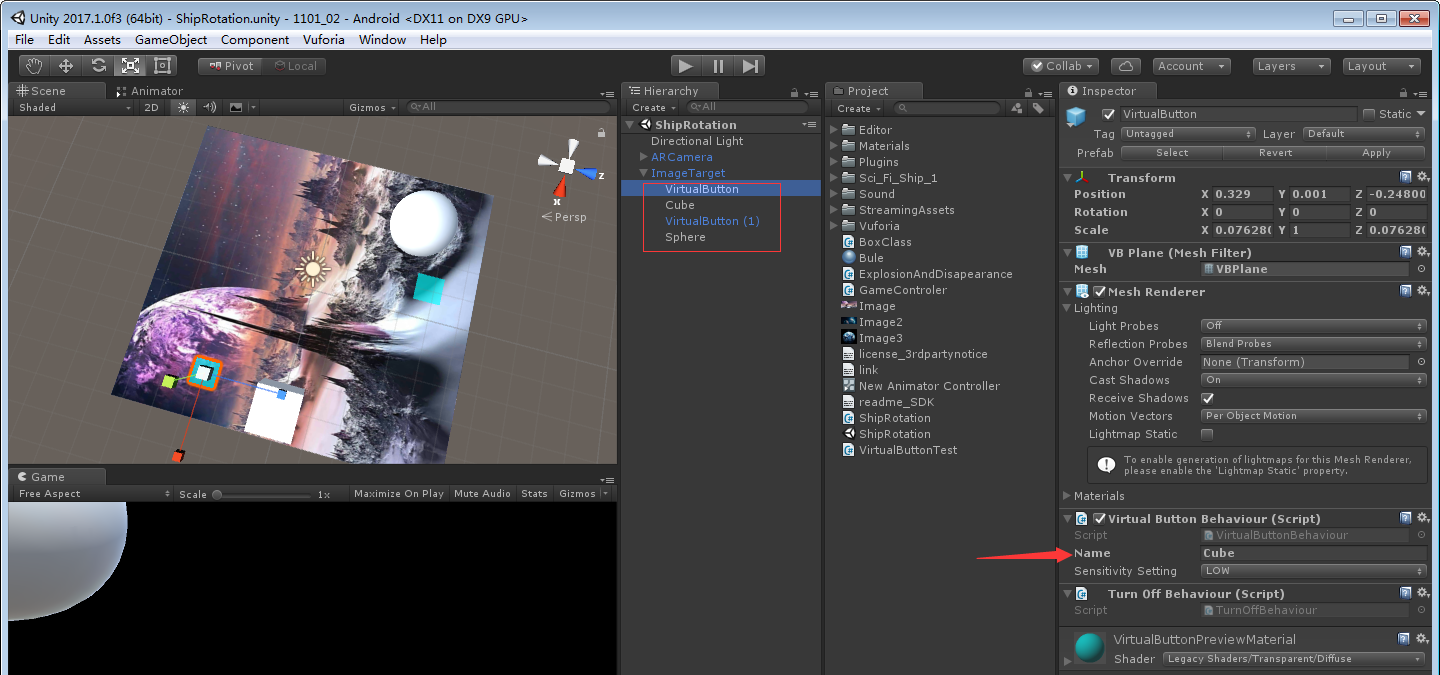 Unity 2017.1.0f3 (64bit) - ShipRotation.unity - 1101_02 - Android <DX11 on DX9 GPU>
File Edit Assets GameObject Component Vuforia Window Help
Pivot Local Collab Account Layers Layout
Scene Animator
Shaded 2D Gizmos All
x
z
Persp
Game
Free Aspect Scale 1x Maximize On Play Mute Audio Stats Gizmos
Hierarchy
Create All
ShipRotation
Directional Light
ARCamera
ImageTarget
VirtualButton
Cube
VirtualButton (1)
Sphere
Project
Create
Editor
Materials
Plugins
Sci_Fi_Ship_1
Sound
StreamingAssets
Vuforia
BoxClass
Bule
ExplosionAndDisapearance
GameControler
Image
Image2
Image3
license_3rdpartynotice
link
New Animator Controller
readme_SDK
ShipRotation
ShipRotation
VirtualButtonTest
Inspector
VirtualButton Static
Tag Untagged Layer Default
Prefab Select Revert Apply
Transform
Position X 0.329 Y 0.001 Z -0.24800
Rotation X 0 Y 0 Z 0
Scale X 0.07628( Y 1 Z 0.07628(
VB Plane (Mesh Filter)
Mesh VBPlane
Mesh Renderer
Lighting
Light Probes Off
Reflection Probes Blend Probes
Anchor Override None (Transform)
Cast Shadows On
Receive Shadows
Motion Vectors Per Object Motion
Lightmap Static
To enable generation of lightmaps for this Mesh Renderer,
please enable the 'Lightmap Static' property.
Materials
Virtual Button Behaviour (Script)
Script VirtualButtonBehaviour
Name Cube
Sensitivity Setting LOW
Turn Off Behaviour (Script)
Script TurnOffBehaviour
VirtualButtonPreviewMaterial
Shader Legacy Shaders/Transparent/Diffuse